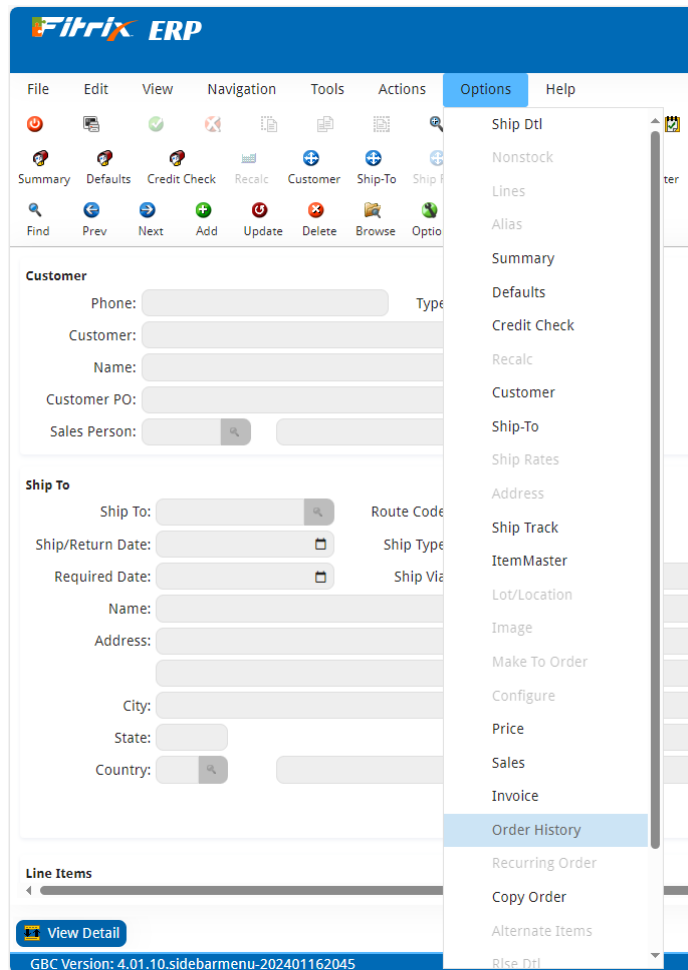 Fitrix ERP
File Edit View Navigation Tools Actions Options Help
Summary Defaults Credit Check Recalc Customer Ship-To Ship
Find Prev Next Add Update Delete Browse
Customer
Phone:
Customer:
Name:
Customer PO:
Sales Person:
Type
Ship To
Ship To:
Route Code
Ship/Return Date:
Ship Type
Required Date:
Ship Via
Name:
Address:
City:
State:
Country:
Line Items
View Detail
GBC Version: 4.01.10.sidebarmenu-202401162045
Ship Dtl
Nonstock
Lines
Alias
Summary
Defaults
Credit Check
Recalc
Customer
Ship-To
Ship Rates
Address
Ship Track
ItemMaster
Lot/Location
Image
Make To Order
Configure
Price
Sales
Invoice
Order History
Recurring Order
Copy Order
Alternate Items
Rlse Dtl